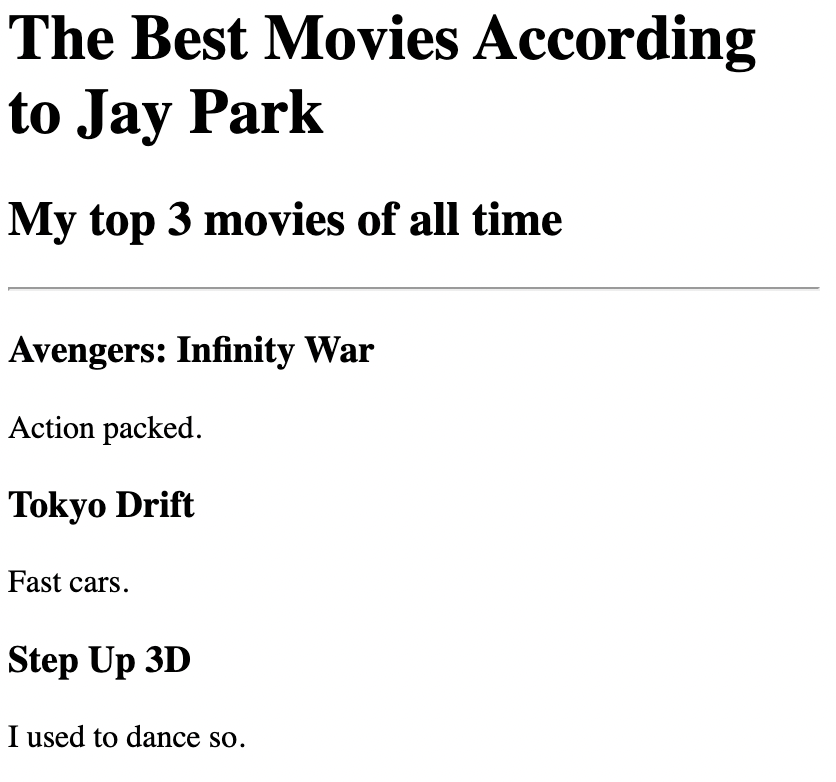 The Best Movies According
to Jay Park
My top 3 movies of all time
Avengers: Infinity War
Action packed.
Tokyo Drift
Fast cars.
Step Up 3D
I used to dance so.